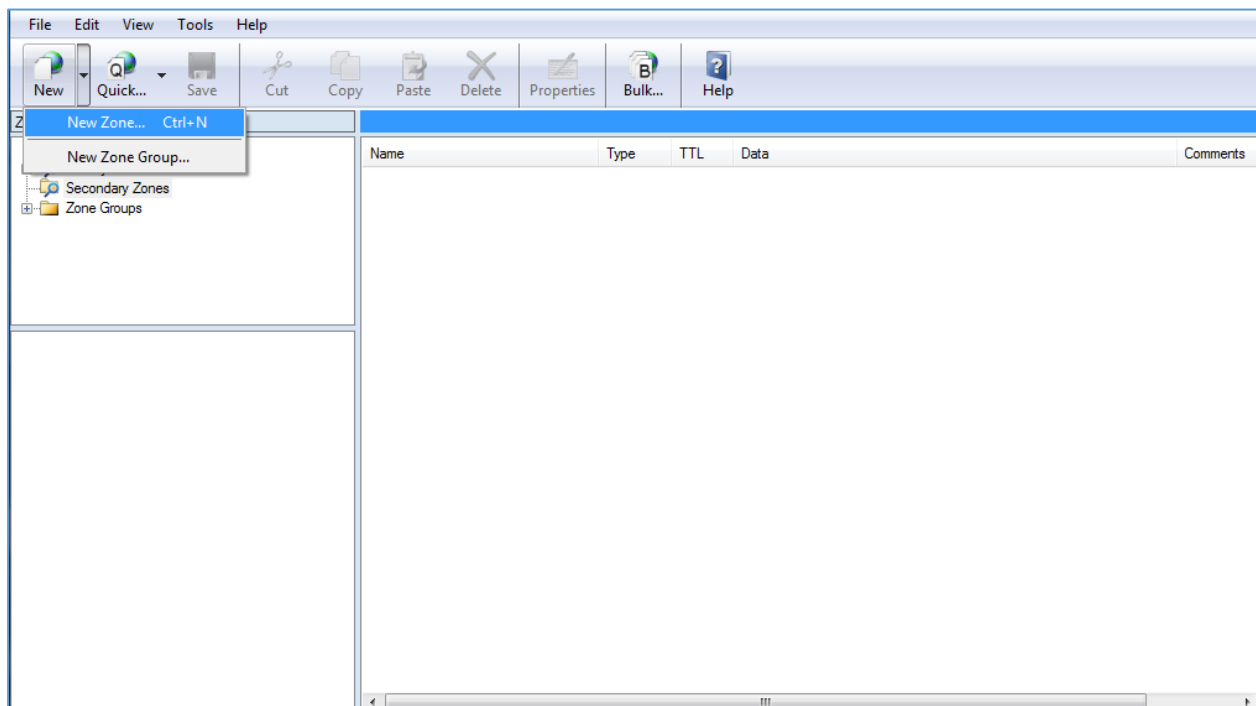 File Edit View Tools Help
New Quick... Save Cut Copy Paste Delete Properties Bulk... Help
New Zone... Ctrl+N
New Zone Group...
Name Type TTL Data Comments
Secondary Zones
Zone Groups